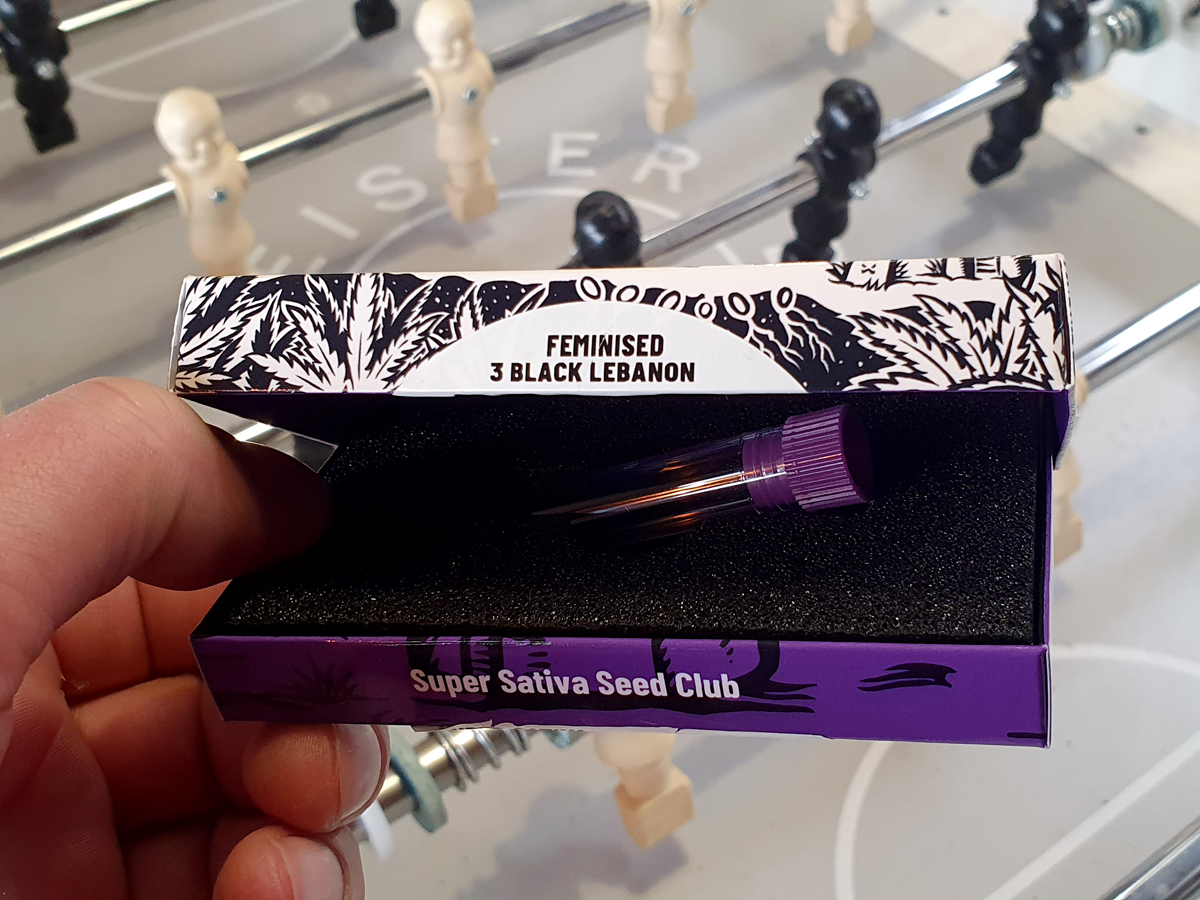 FEMINISED
3 BLACK LEBANON
Super Sativa Seed Club